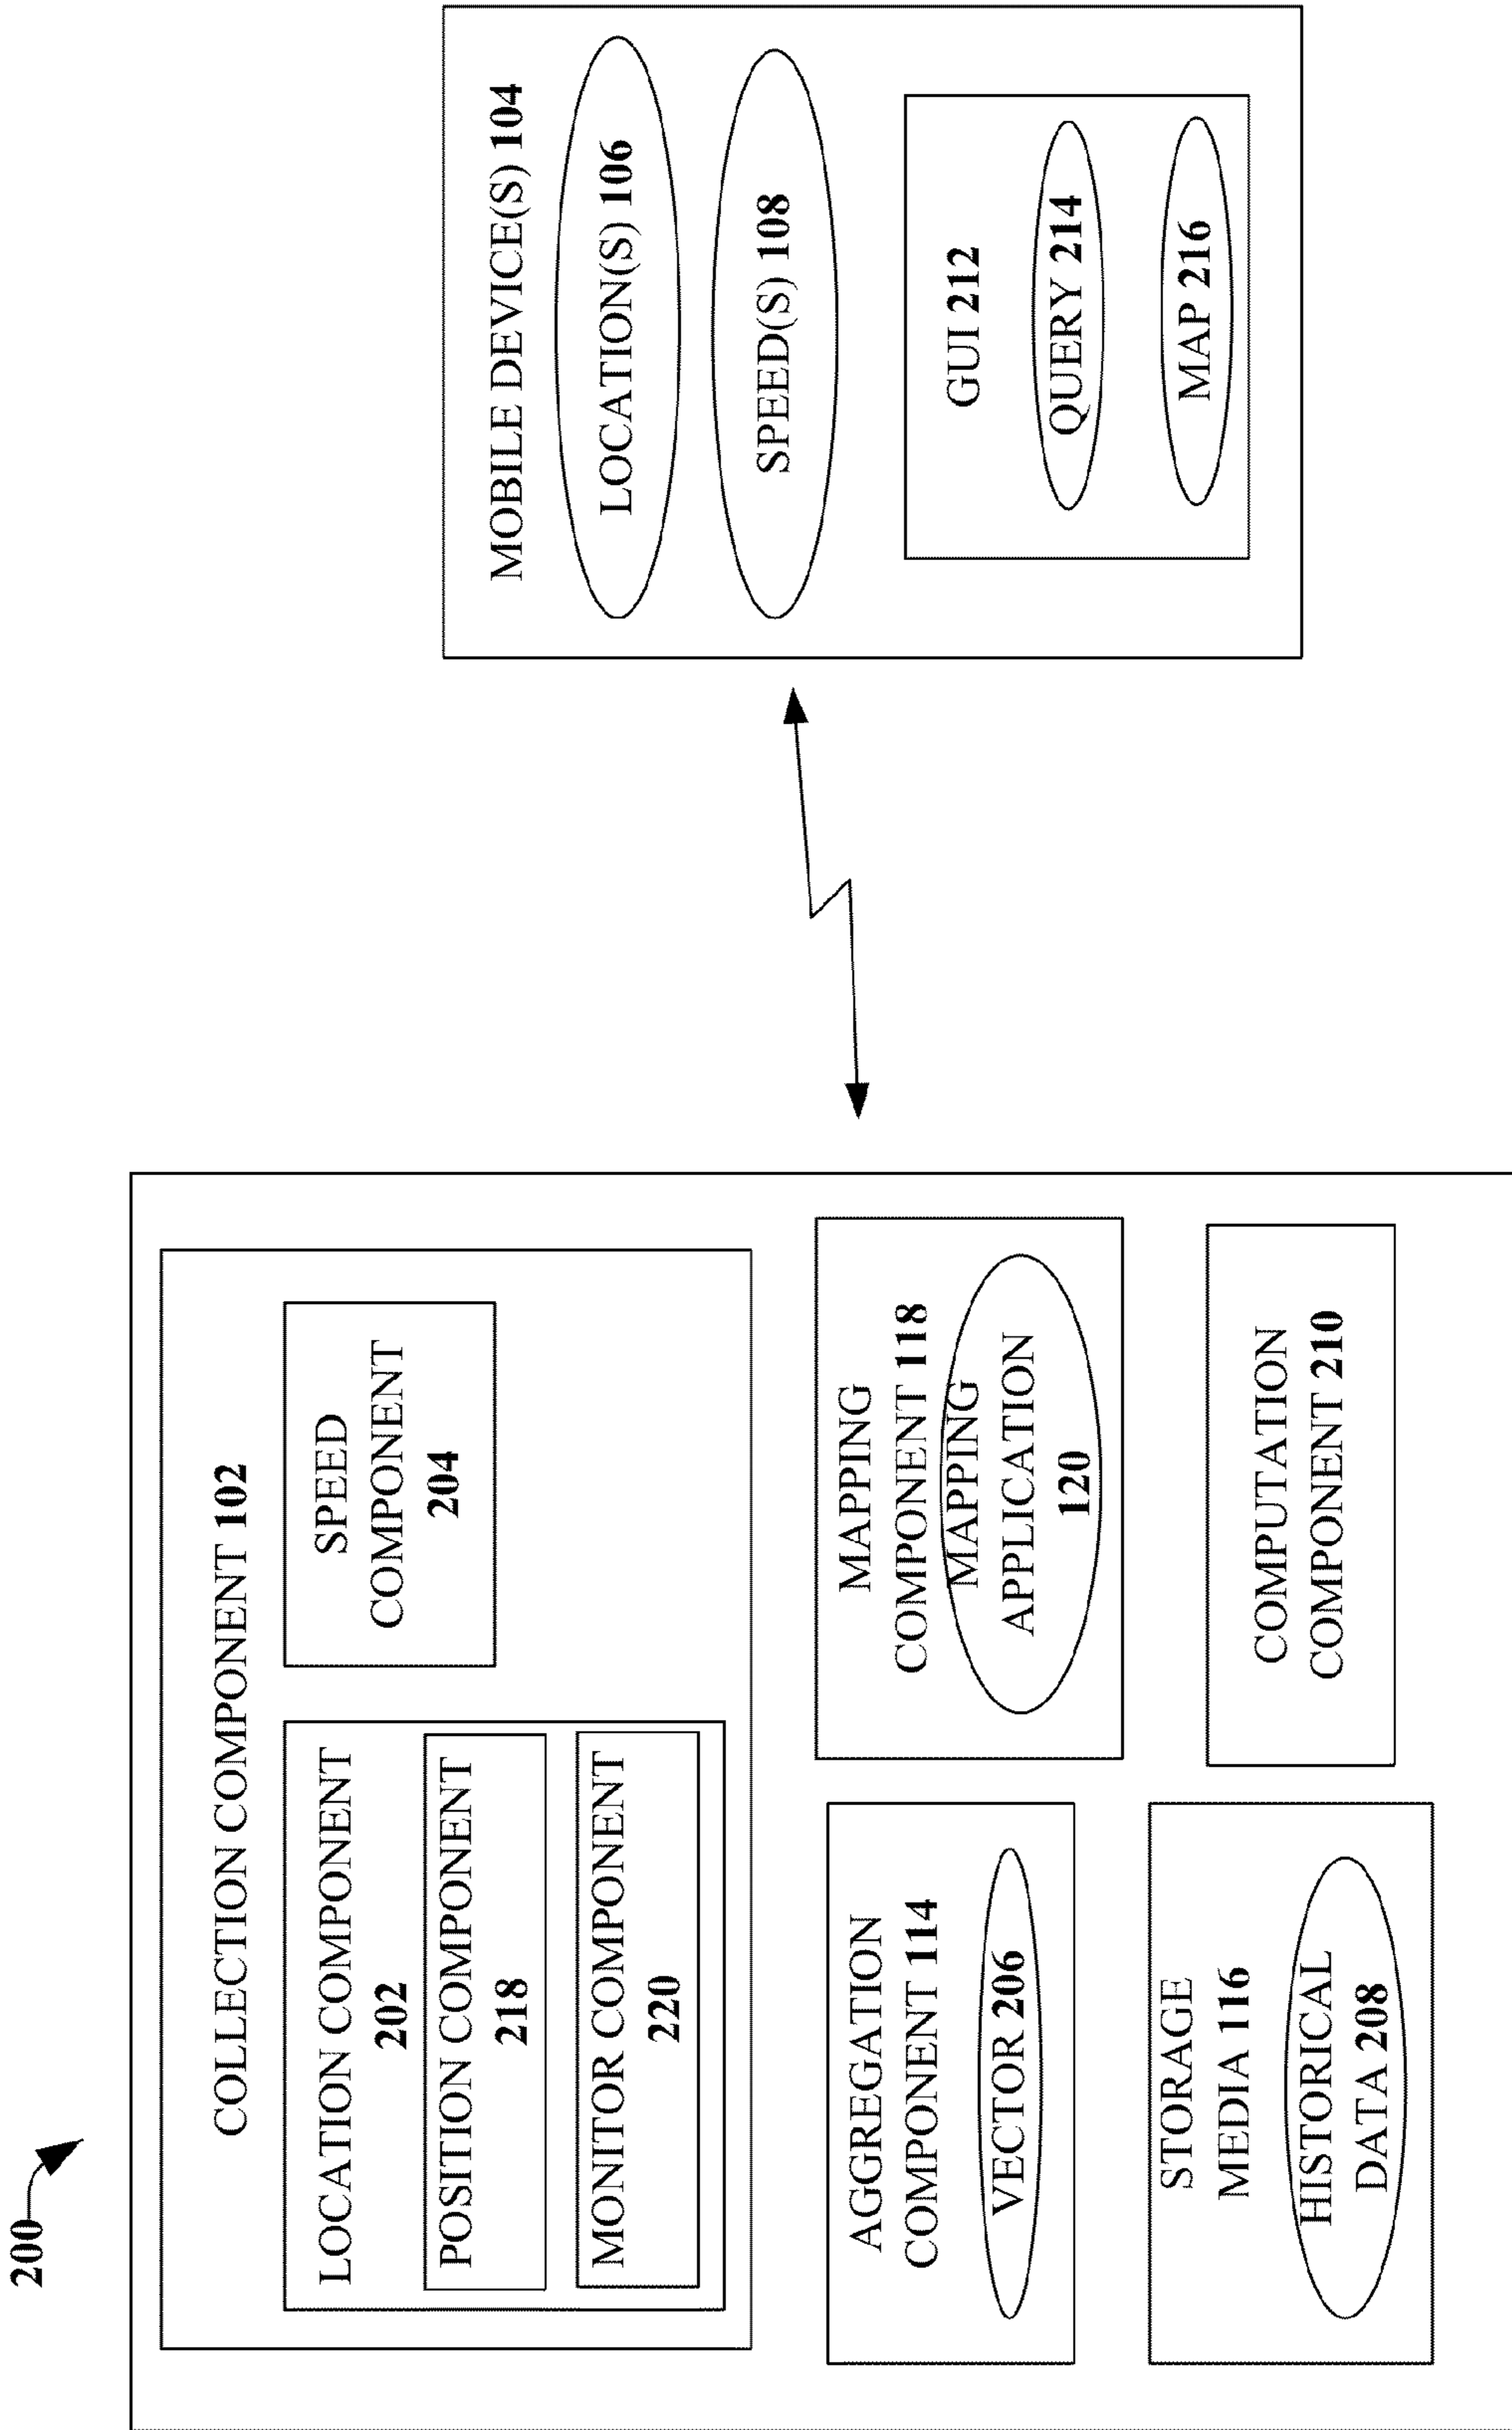 200
COLLECTION COMPONENT 102
LOCATION COMPONENT
202
POSITION COMPONENT
218
MONITOR COMPONENT
220
SPEED
COMPONENT
204
AGGREGATION
COMPONENT 114
VECTOR 206
MAPPING
COMPONENT 118
MAPPING
APPLICATION
120
STORAGE
MEDIA 116
HISTORICAL
DATA 208
COMPUTATION
COMPONENT 210
MOBILE DEVICE(S) 104
LOCATION(S) 106
SPEED(S) 108
GUI 212
QUERY 214
MAP 216